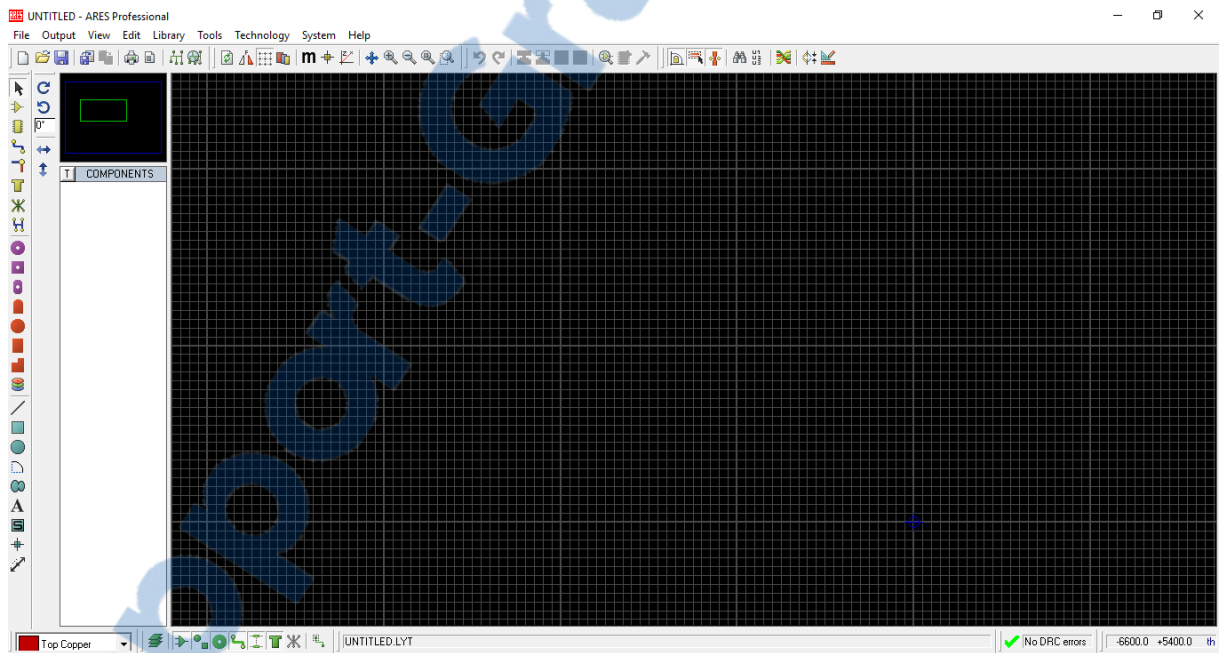 UNTITLED - ARES Professional
File Output View Edit Library Tools Technology System Help
m
0°
T COMPONENTS
A
Top Copper
UNTITLED.LYT
No DRC errors
-6600.0 +5400.0 th